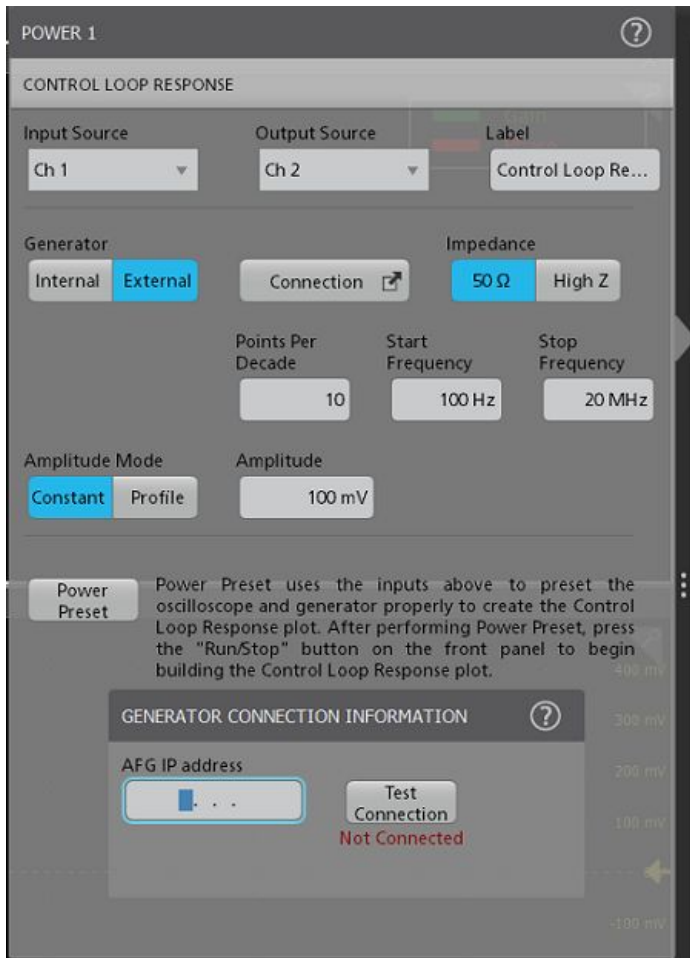 POWER 1
?
CONTROL LOOP RESPONSE
Gain
Input Source
Output Source
Label
Ch 1
Ch 2
Control Loop Re...
Generator
Impedance
Internal
External
Connection
50 Ω
High Z
Points Per
Decade
Start
Frequency
Stop
Frequency
10
100 Hz
20 MHz
Amplitude Mode
Amplitude
Constant
Profile
100 mV
Power
Preset
Power Preset uses the inputs above to preset the
oscilloscope and generator properly to create the Control
Loop Response plot. After performing Power Preset, press
the "Run/Stop" button on the front panel to begin
building the Control Loop Response plot.
400 mV
GENERATOR CONNECTION INFORMATION
?
300 mV
AFG IP address
200 mV
. . .
Test
Connection
100 mV
Not Connected
-100 mV